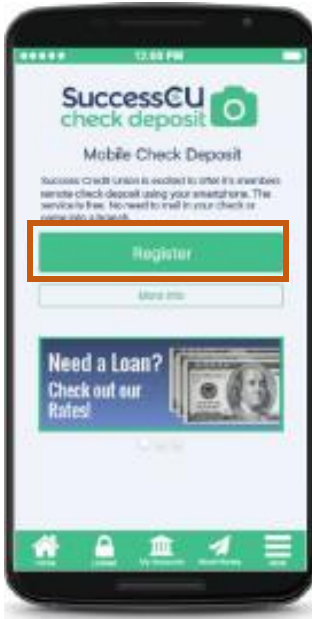 12:00 PM
SuccessCU
check deposit
Mobile Check Deposit
Success Credit Union is excited to offer it's members
remote check deposit using your smartphone. The
service is free. No need to mail in your check or
come into a branch.
Register
More Info
Need a Loan?
Check out our
Rates!
Home
My Accounts